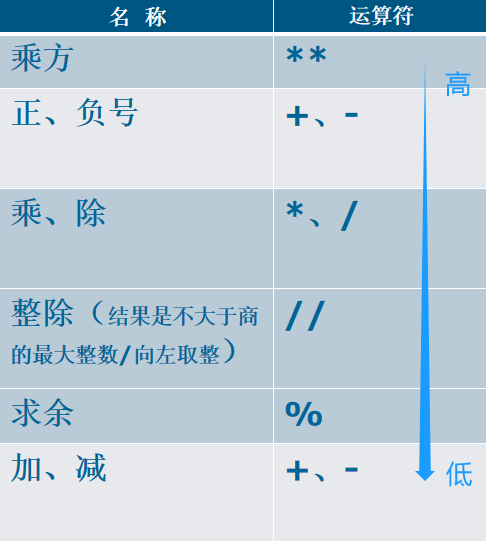 名 称 运算符
乘方 **
高
正、负号 +、-
乘、除 *、/
整除（结果是不大于商 //
的最大整数/向左取整）
求余 %
加、减 +、-
低